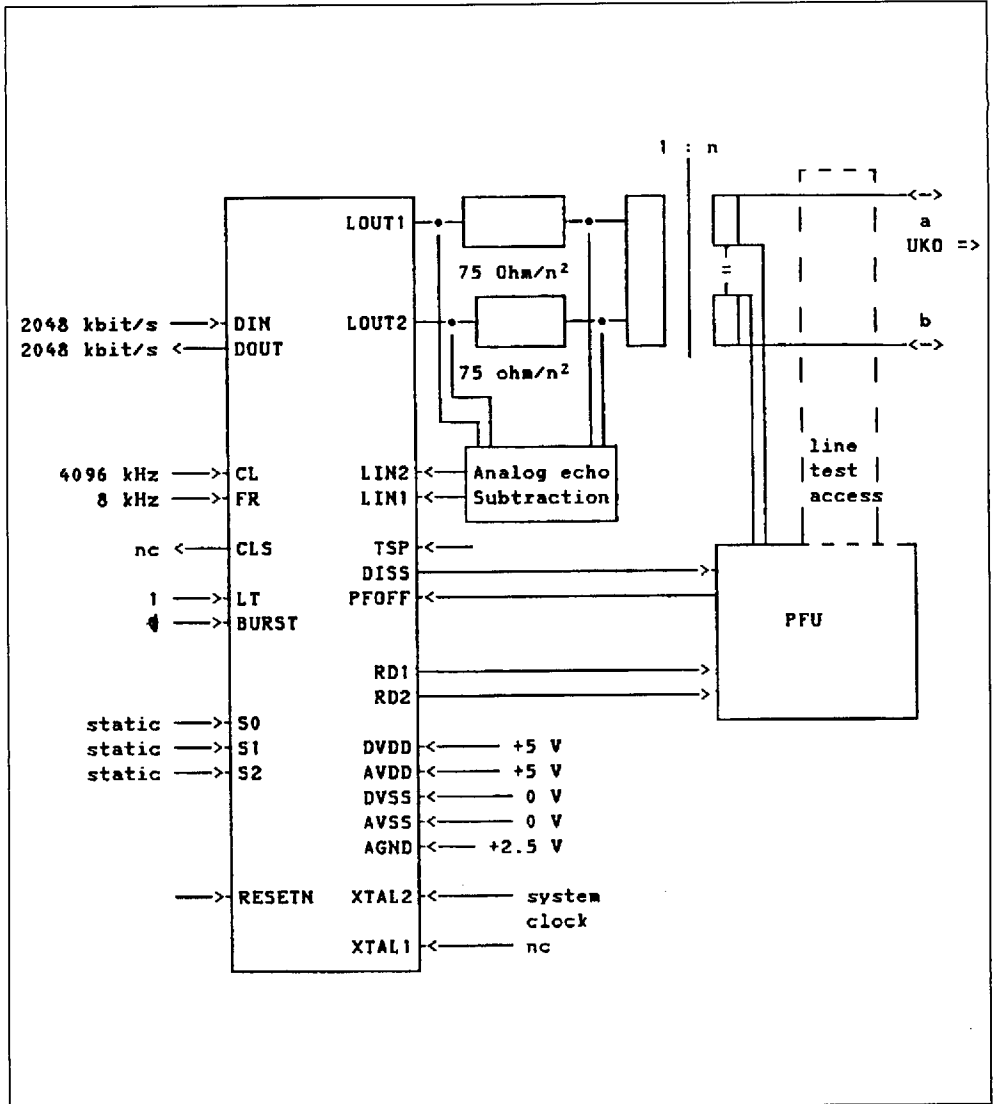 1 : n
LOUT1
a
UK0 =>
75 Ohm/n²
=
2048 kbit/s DIN LOUT2 b
2048 kbit/s DOUT
75 ohm/n²
line
test
access
4096 kHz CL LIN2 Analog echo
8 kHz FR LIN1 Subtraction
nc CLS TSP
DISS
1 LT PFOFF PFU
BURST
RD1
RD2
static S0
static S1 DVDD +5 V
static S2 AVDD +5 V
DVSS 0 V
AVSS 0 V
AGND +2.5 V
RESETN XTAL2 system
clock
XTAL1 nc